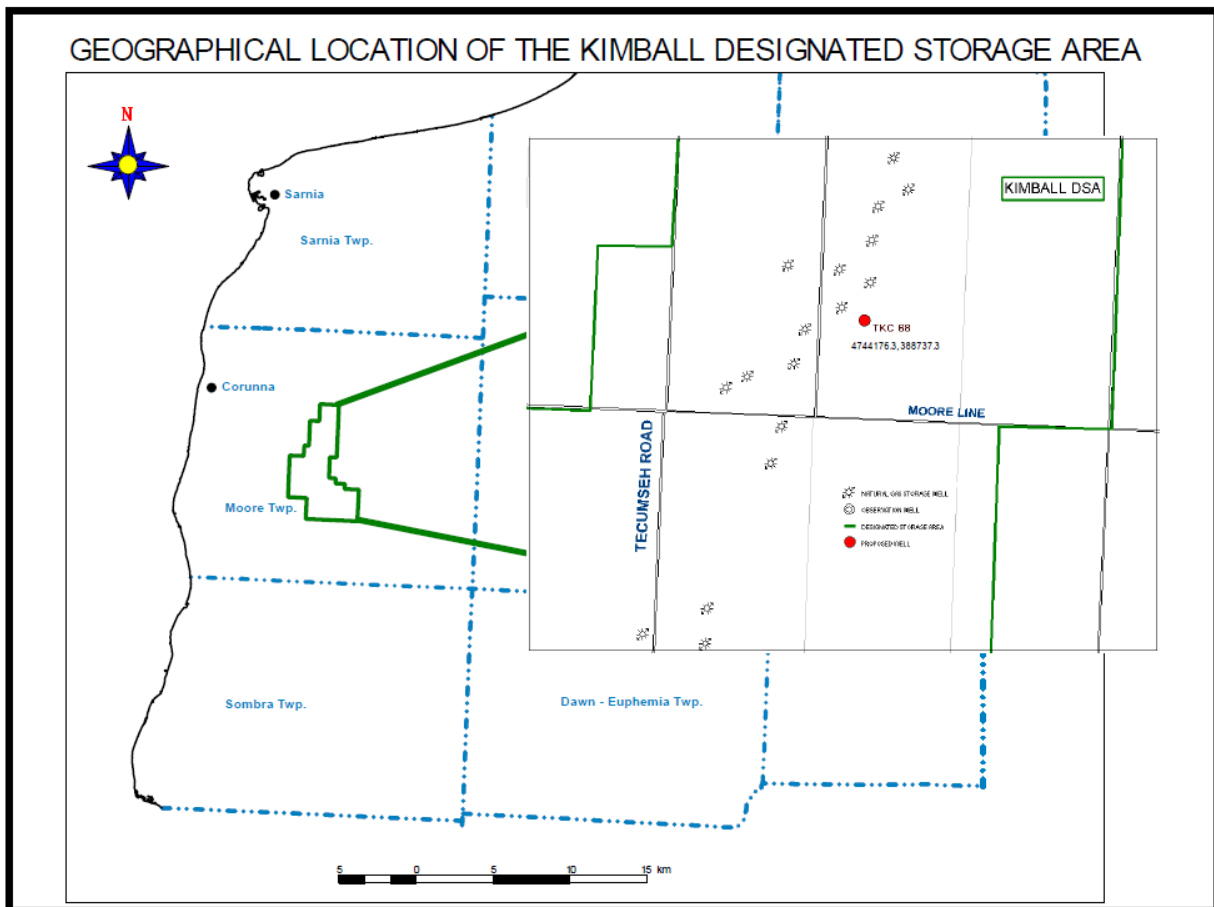 GEOGRAPHICAL LOCATION OF THE KIMBALL DESIGNATED STORAGE AREA
N
Sarnia
Sarnia Twp.
KIMBALL DSA
TKC 68
4744176.3, 388737.3
Corunna
MOORE LINE
TECUMSEH ROAD
Moore Twp.
NATURAL GAS STORAGE WELL
OBSERVATION WELL
DESIGNATED STORAGE AREA
PROPOSED WELL
Sombra Twp.
Dawn - Euphemia Twp.
5 0 5 10 15 km